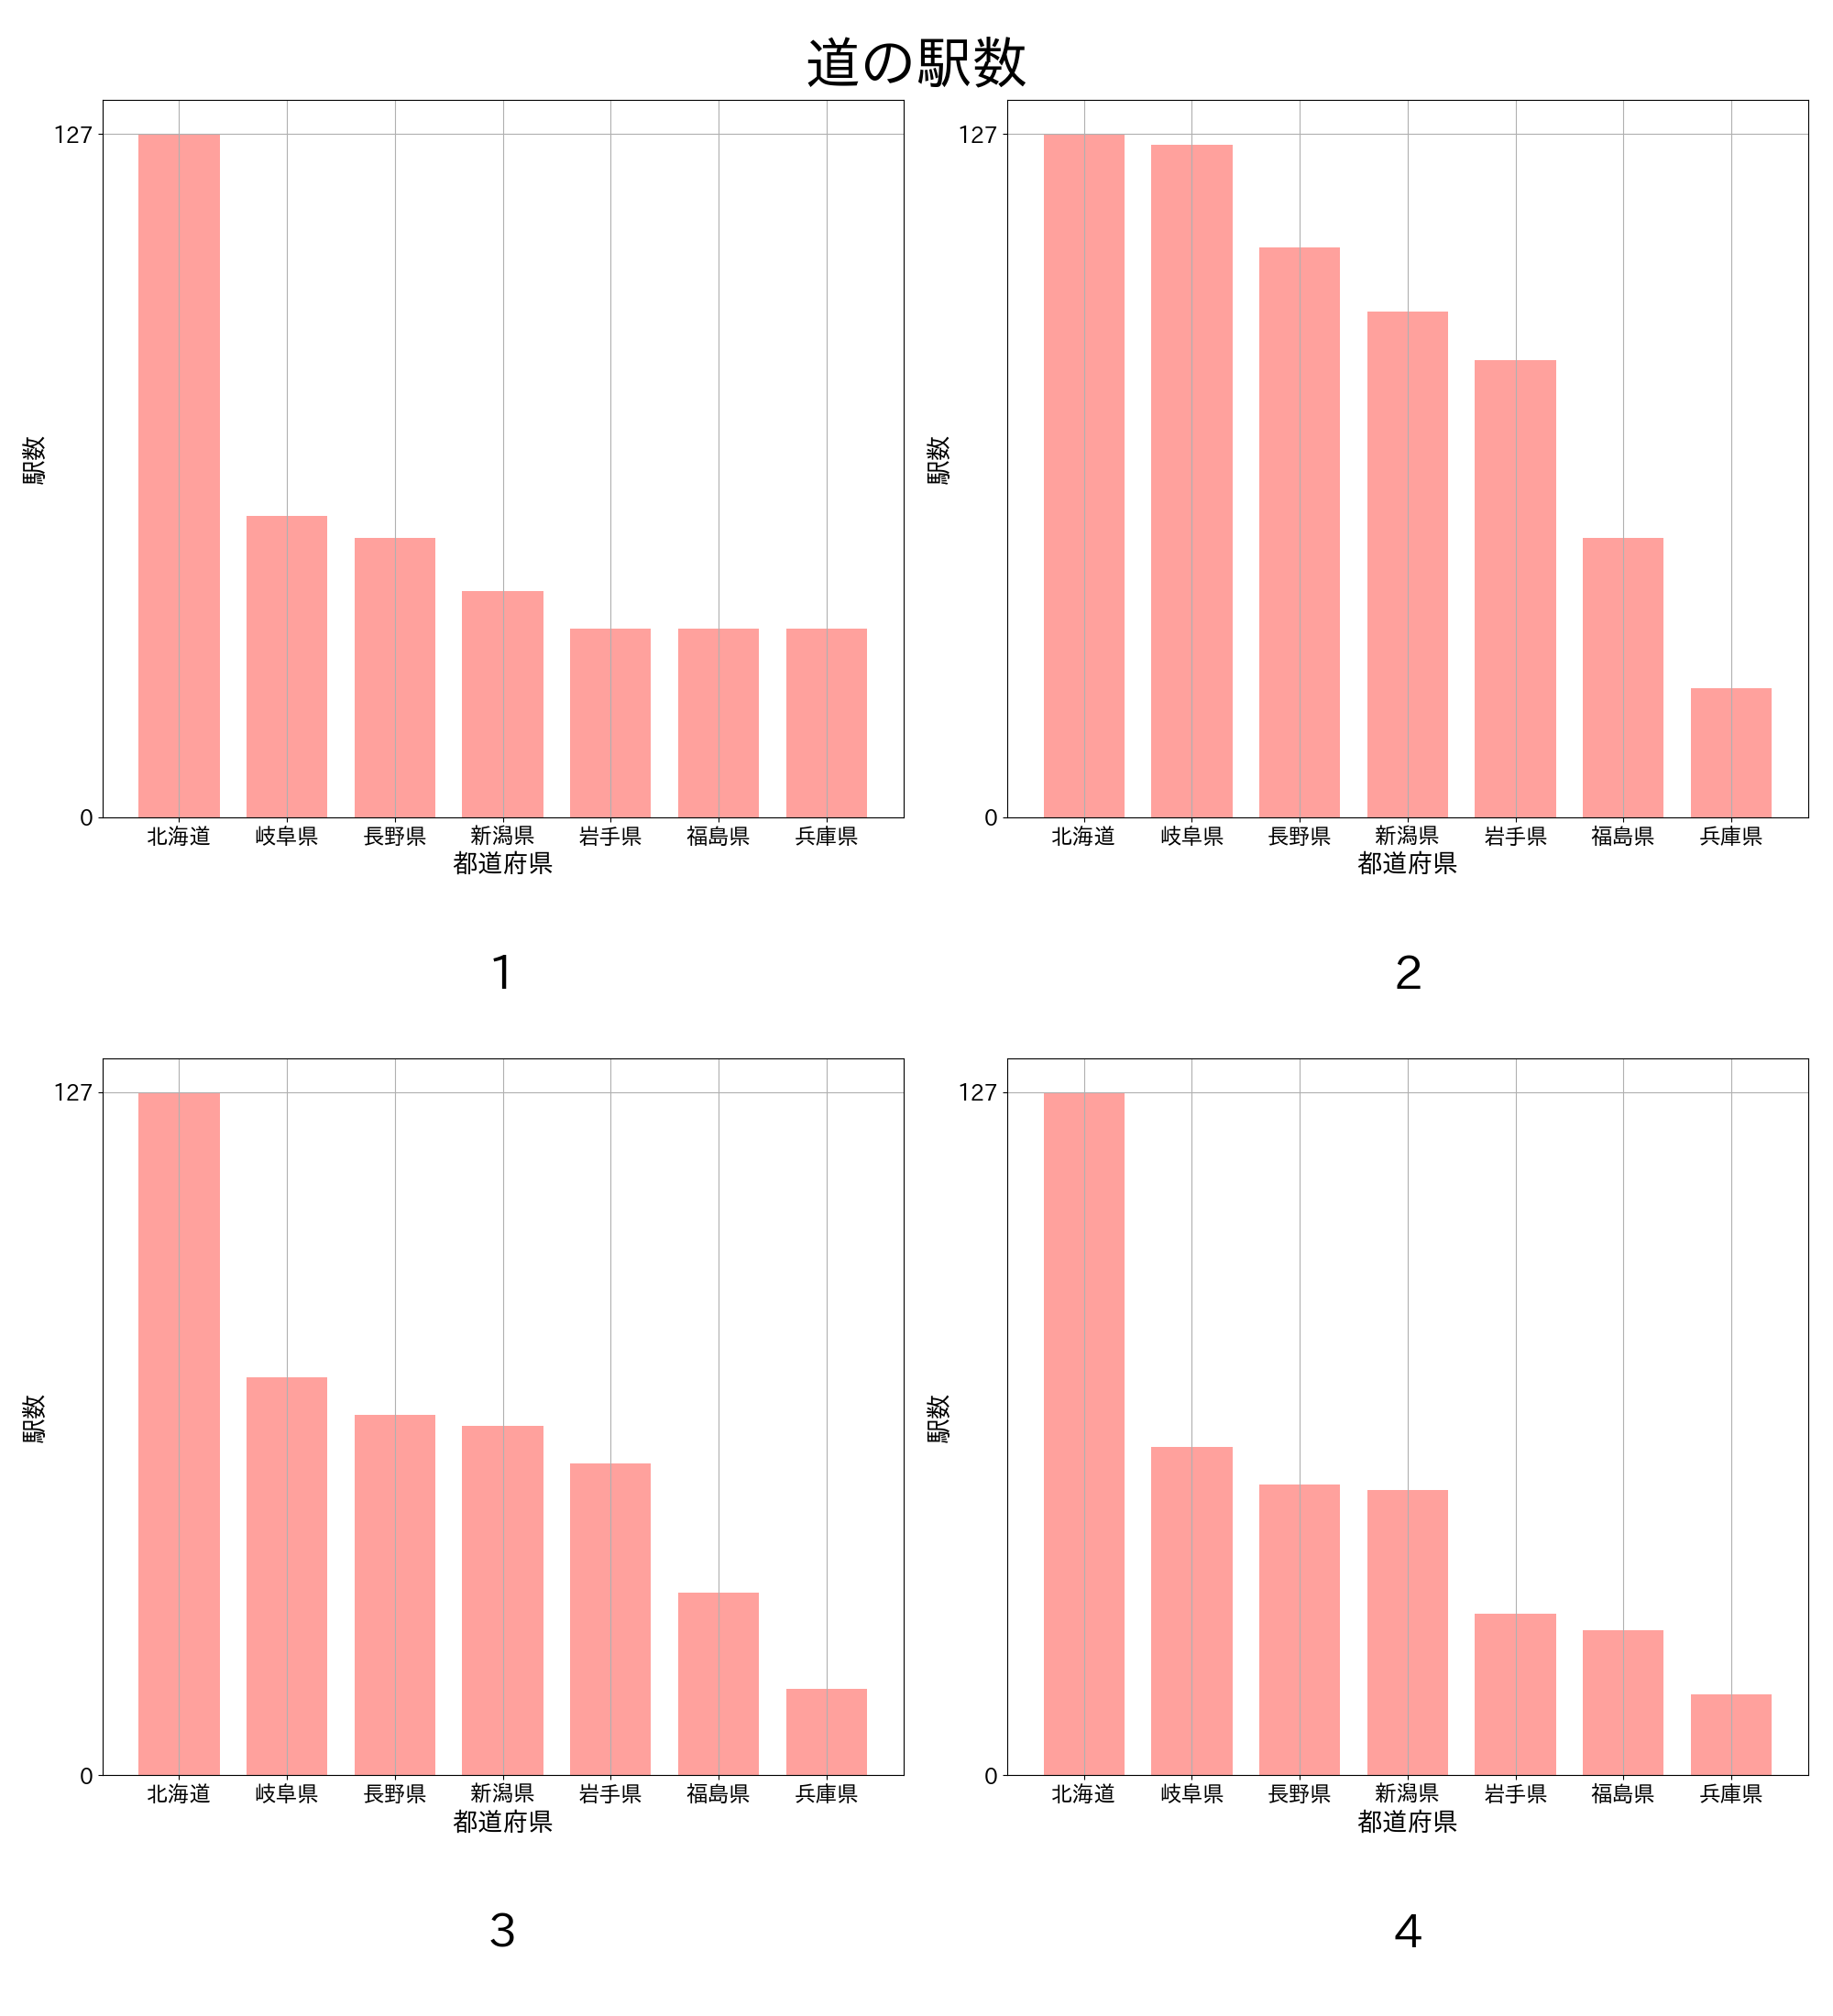 道の駅数
127
0
駅数
北海道 岐阜県 長野県 新潟県 岩手県 福島県 兵庫県
都道府県
1
127
0
駅数
北海道 岐阜県 長野県 新潟県 岩手県 福島県 兵庫県
都道府県
2
127
0
駅数
北海道 岐阜県 長野県 新潟県 岩手県 福島県 兵庫県
都道府県
3
127
0
駅数
北海道 岐阜県 長野県 新潟県 岩手県 福島県 兵庫県
都道府県
4